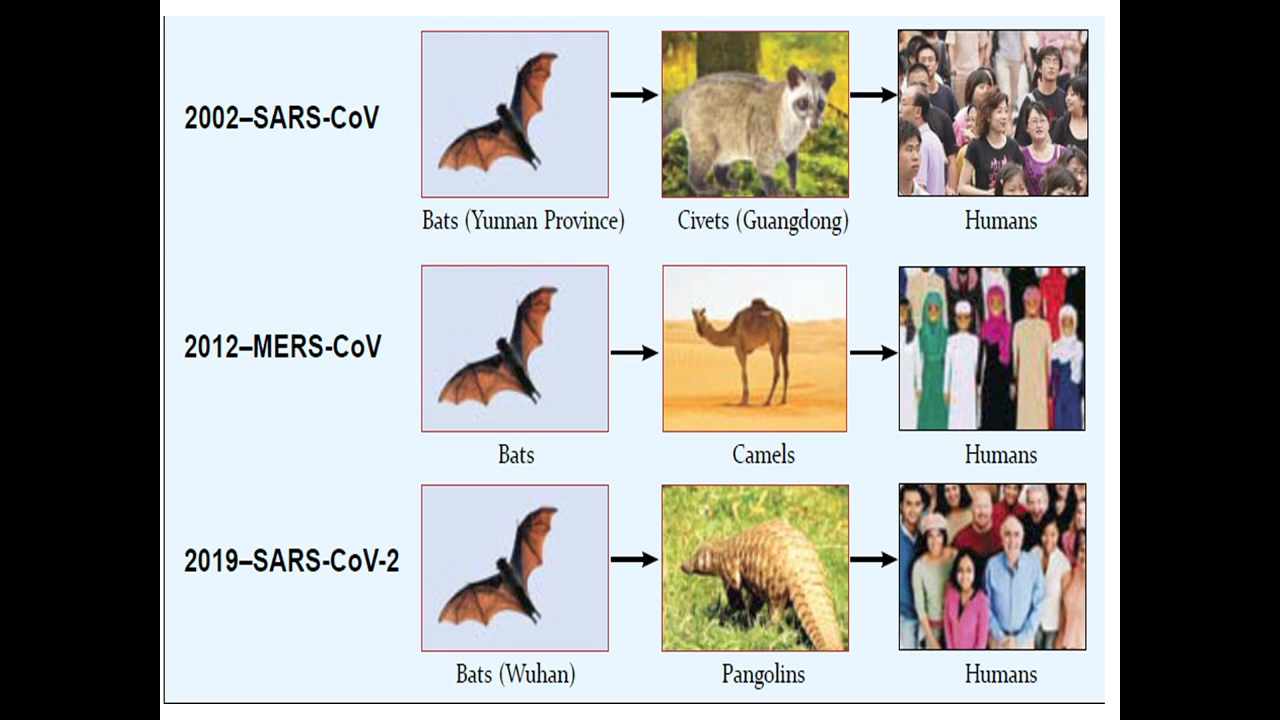 2002–SARS-CoV
Bats (Yunnan Province)
Civets (Guangdong)
Humans
2012–MERS-CoV
Bats
Camels
Humans
2019–SARS-CoV-2
Bats (Wuhan)
Pangolins
Humans